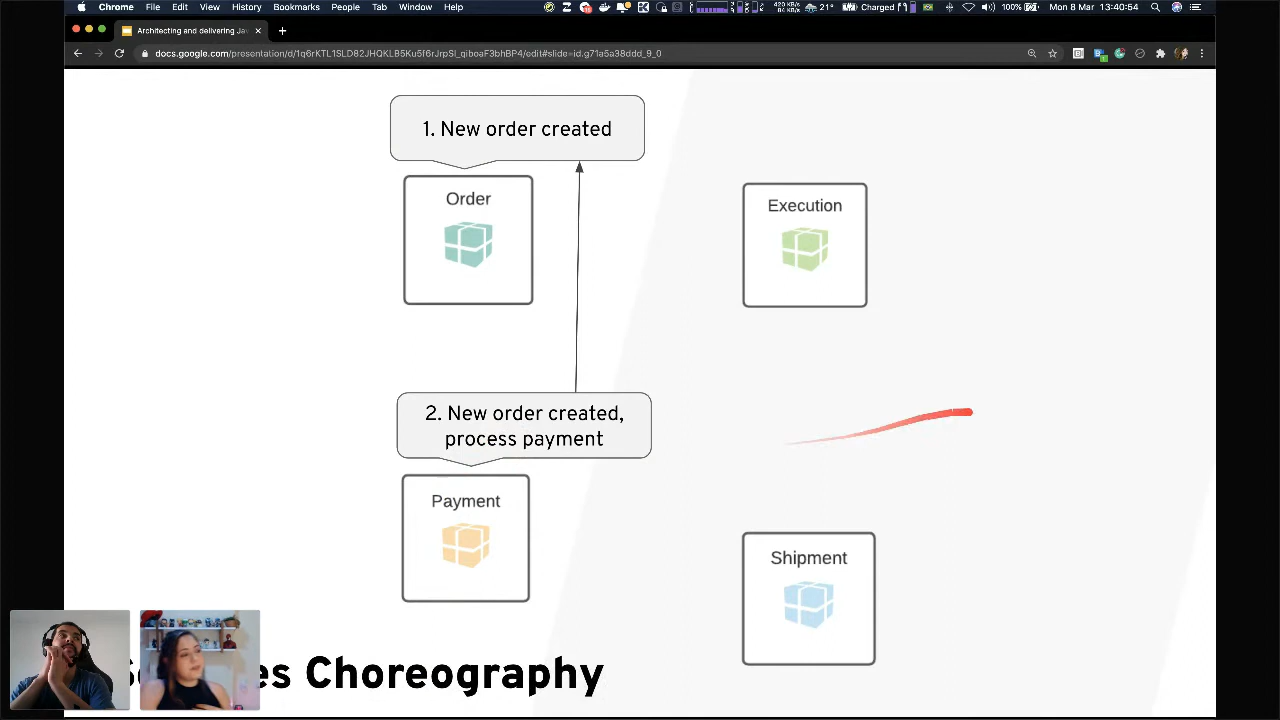 Chrome File Edit View History Bookmarks People Tab Window Help
21° Charged 100% Mon 8 Mar 13:40:54
Architecting and delivering Jav
1. New order created
Order
Execution
2. New order created,
process payment
Payment
Shipment
es Choreography